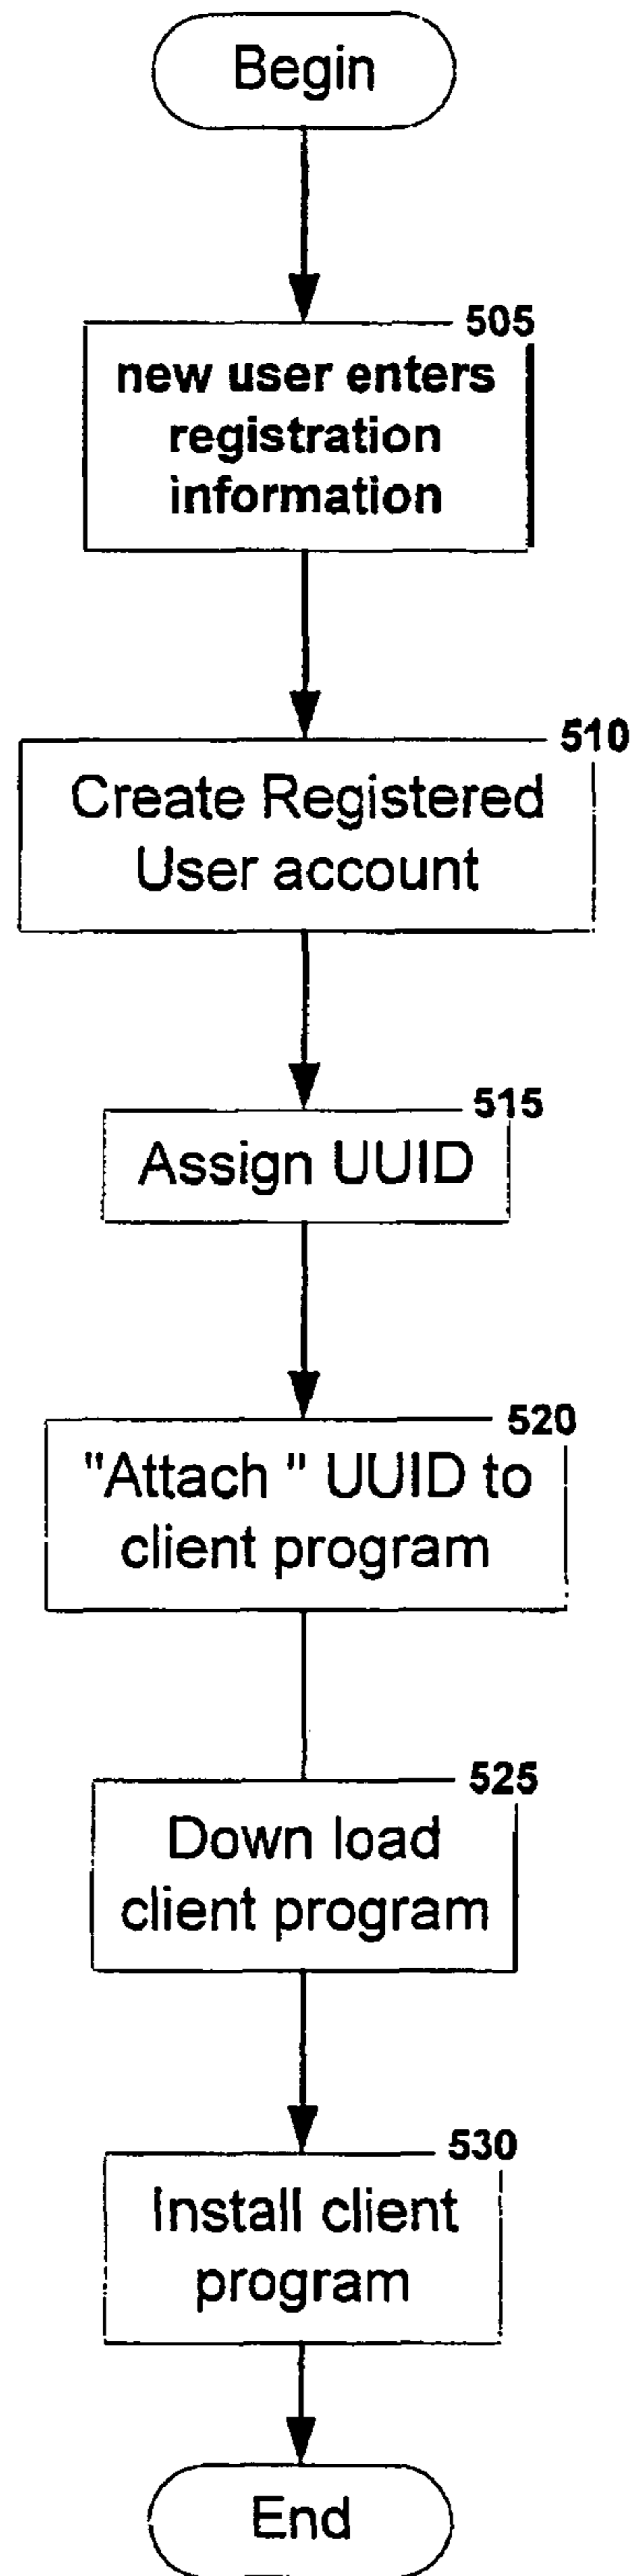 Begin
505
new user enters
registration
information
510
Create Registered
User account
515
Assign UUID
520
"Attach " UUID to
client program
525
Down load
client program
530
Install client
program
End